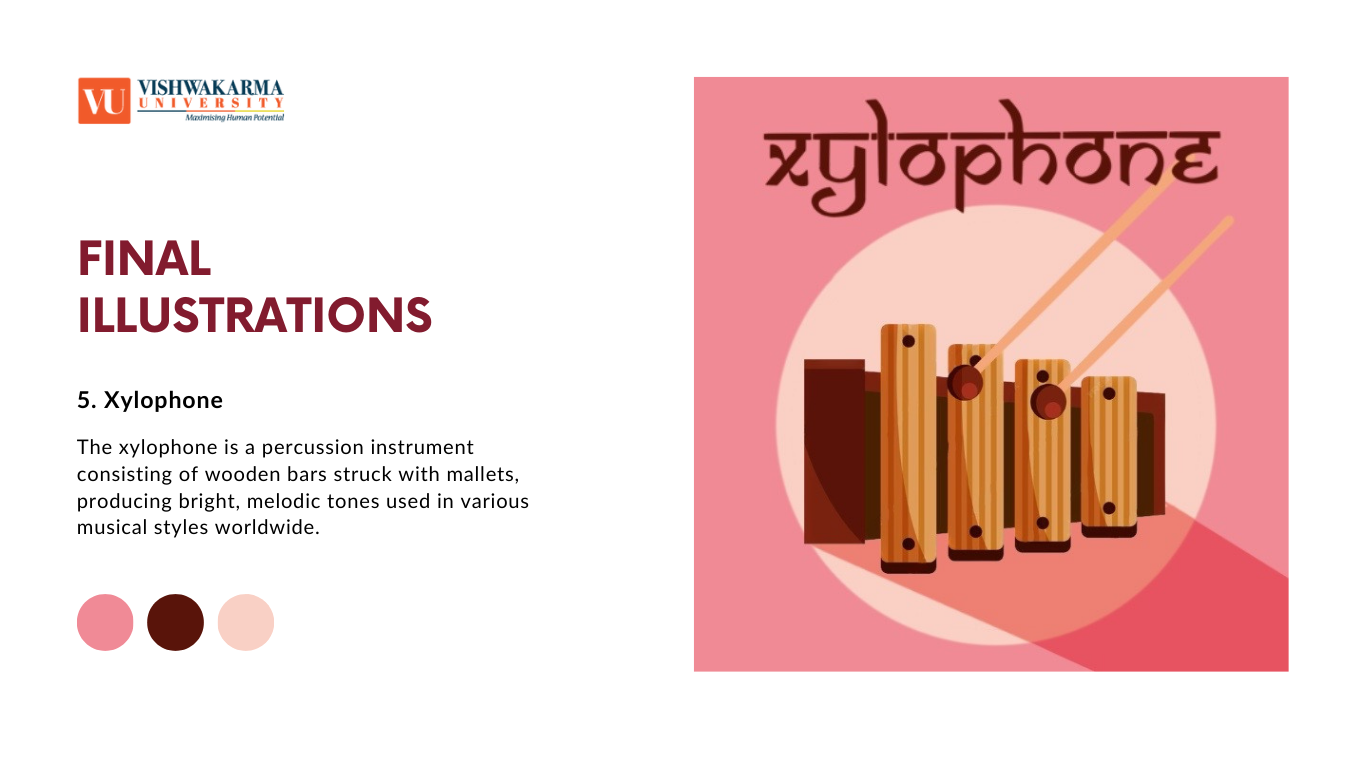 VU
VISHWAKARMA
UNIVERSITY
Maximising Human Potential
FINAL
ILLUSTRATIONS
5. Xylophone
The xylophone is a percussion instrument
consisting of wooden bars struck with mallets,
producing bright, melodic tones used in various
musical styles worldwide.
xylophone